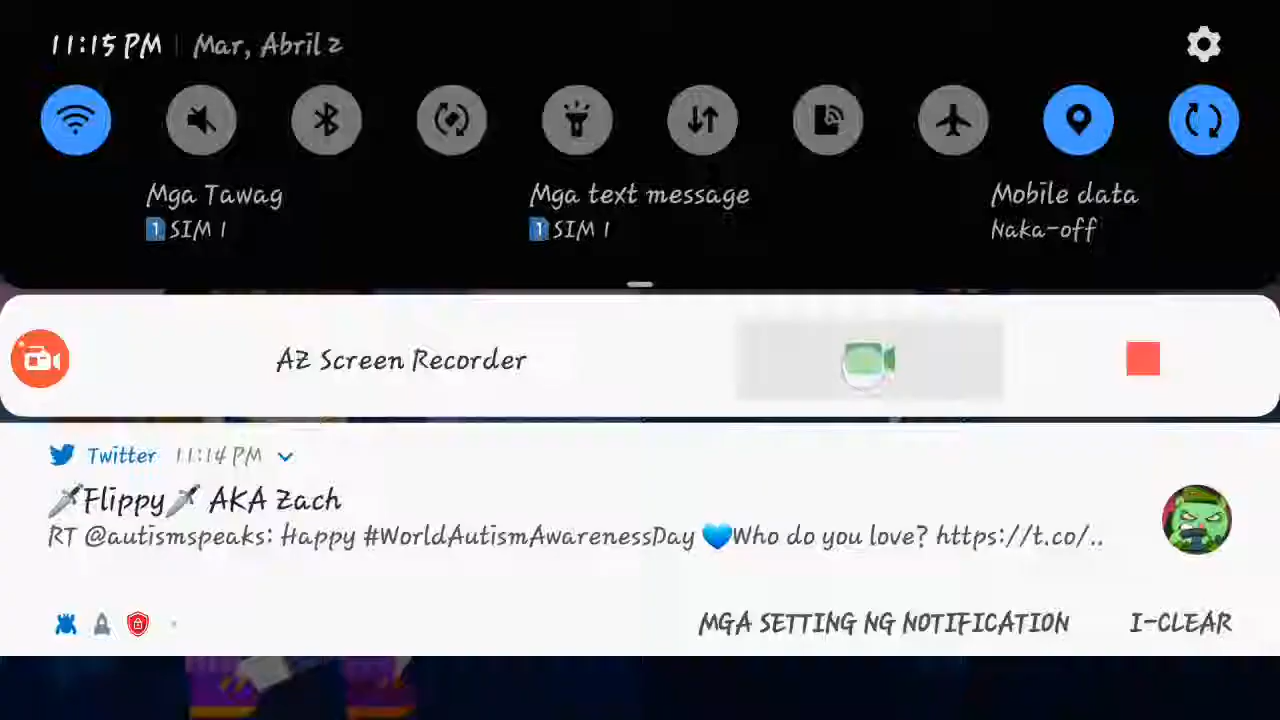 11:15 PM | Mar, Abril 2
Mga Tawag
1 SIM 1
Mga text message
1 SIM 1
Mobile data
Naka-off
AZ Screen Recorder
Twitter 11:14 PM
🗡️Flippy🗡️ AKA Zach
RT @autismspeaks: Happy #WorldAutismAwarenessDay 💙Who do you love? https://t.co/..
MGA SETTING NG NOTIFICATION
I-CLEAR